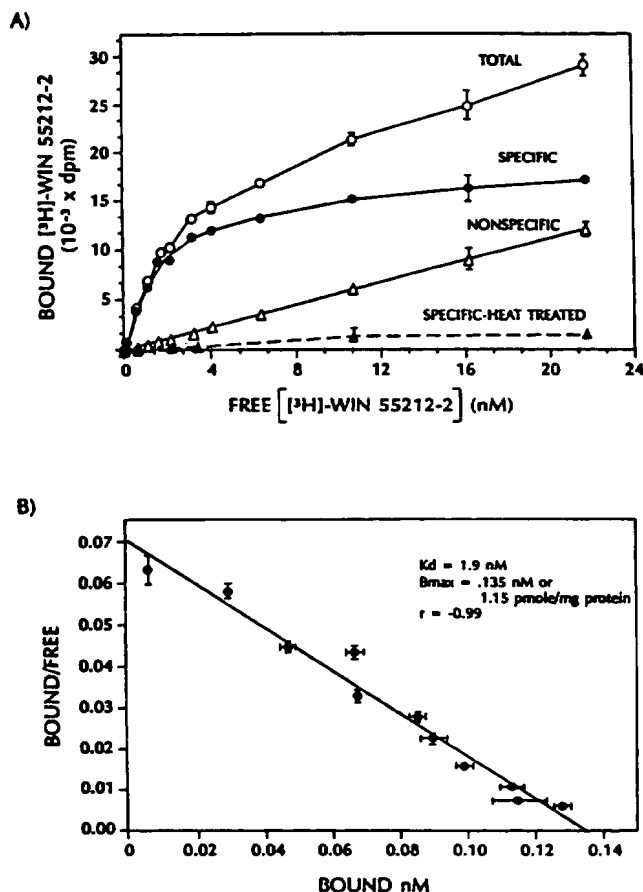 A)
BOUND [³H]-WIN 55212-2
(10⁻³ x dpm)
30
25
20
15
10
5
0
TOTAL
SPECIFIC
NONSPECIFIC
SPECIFIC-HEAT TREATED
0 4 8 12 16 20 24
FREE [[³H]-WIN 55212-2] (nM)
B)
BOUND/FREE
0.07
0.06
0.05
0.04
0.03
0.02
0.01
0.00
Kd = 1.9 nM
Bmax = .135 nM or
1.15 pmole/mg protein
r = -0.99
0 0.02 0.04 0.06 0.08 0.10 0.12 0.14
BOUND nM